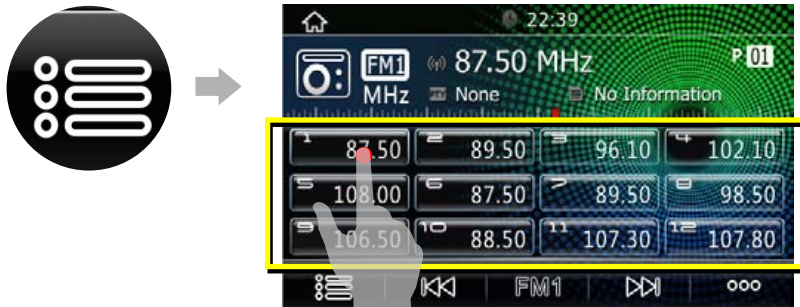 22:39
FM1 87.50 MHz P 01
MHz None No Information
1 87.50 2 89.50 3 96.10 4 102.10
5 108.00 6 87.50 7 89.50 8 98.50
9 106.50 10 88.50 11 107.30 12 107.80
FM1